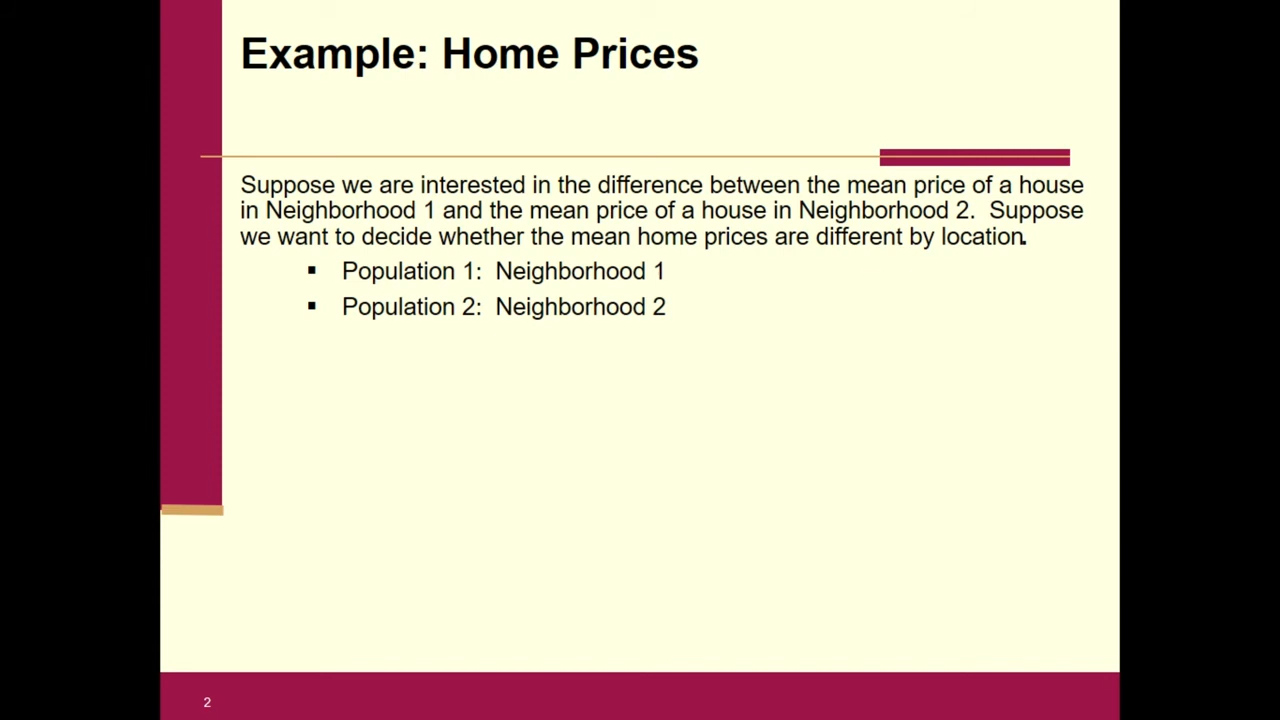 Example: Home Prices
Suppose we are interested in the difference between the mean price of a house
in Neighborhood 1 and the mean price of a house in Neighborhood 2.  Suppose
we want to decide whether the mean home prices are different by location.
▪ Population 1:  Neighborhood 1
▪ Population 2:  Neighborhood 2
2